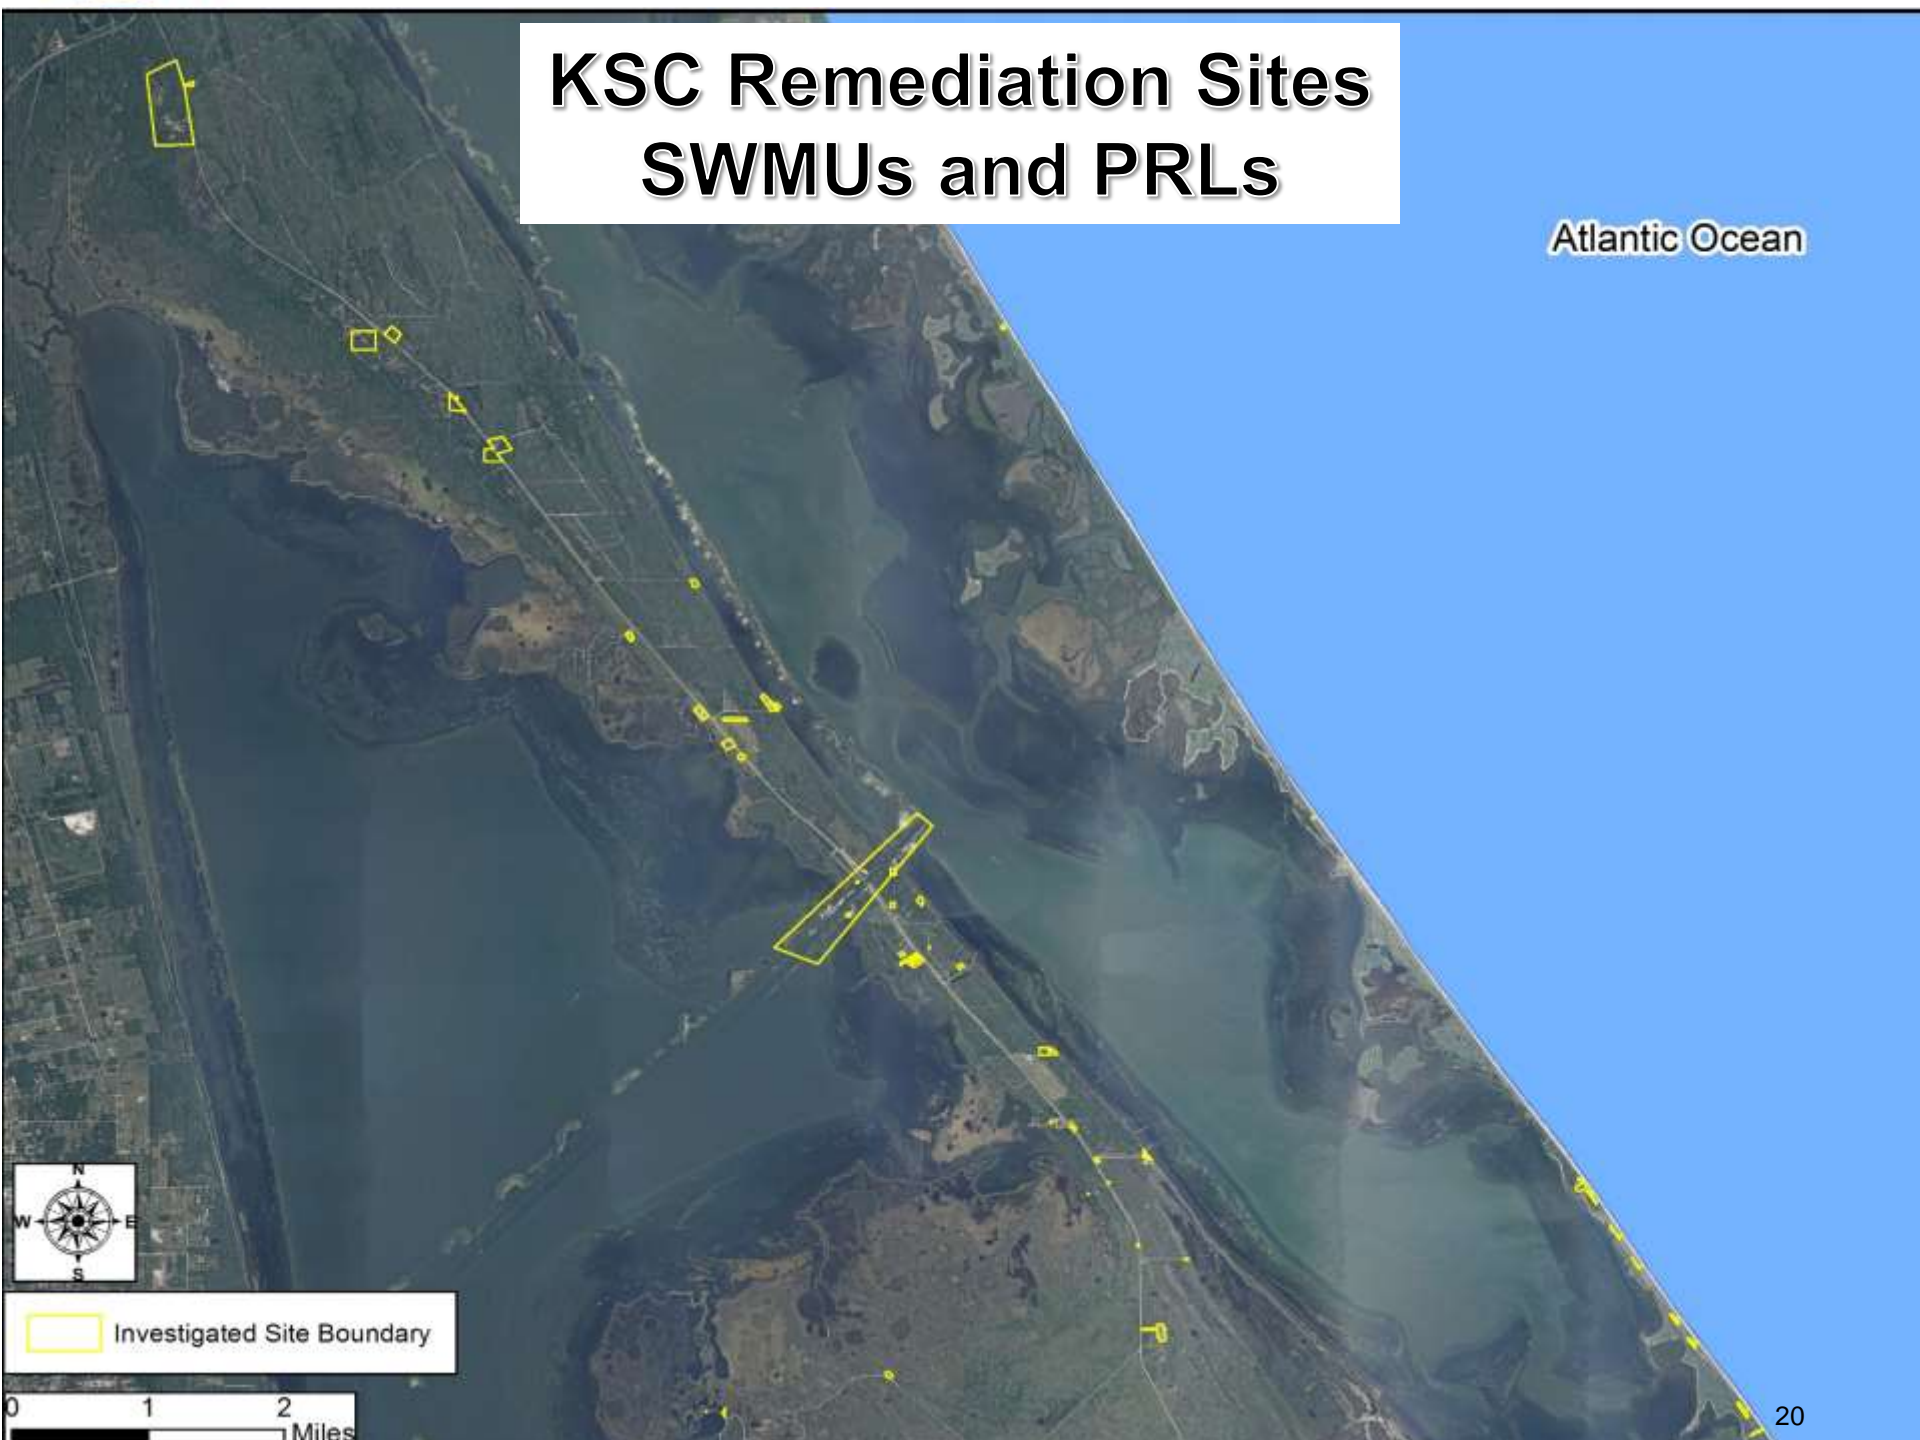 KSC Remediation Sites
SWMUs and PRLs
Atlantic Ocean
N
W E
S
Investigated Site Boundary
0 1 2
Miles
20